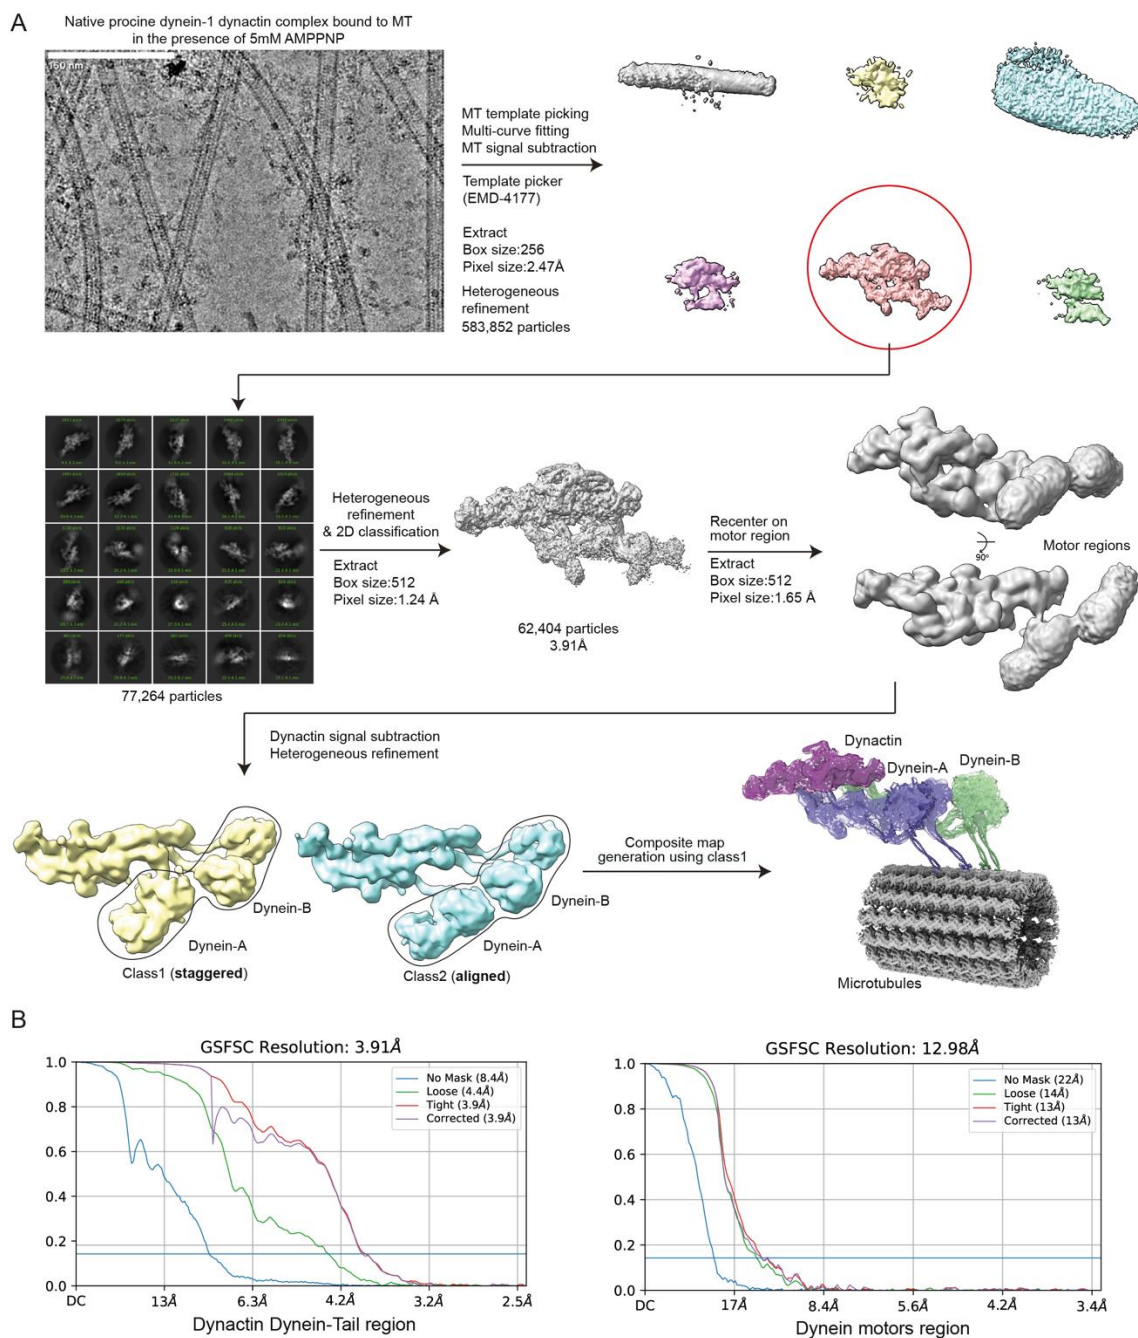 A
Native procine dynein-1 dynactin complex bound to MT
in the presence of 5mM AMPPNP
MT template picking
Multi-curve fitting
MT signal subtraction
Template picker
(EMD-4177)
Extract
Box size:256
Pixel size:2.47Å
Heterogeneous
refinement
583,852 particles
77,264 particles
Heterogeneous
refinement
& 2D classification
Extract
Box size:512
Pixel size:1.24 Å
62,404 particles
3.91Å
Recenter on
motor region
Extract
Box size:512
Pixel size:1.65 Å
90°
Motor regions
Dynactin signal subtraction
Heterogeneous refinement
Dynein-B
Dynein-A
Class1 (staggered)
Dynein-B
Dynein-A
Class2 (aligned)
Composite map
generation using class1
Dynactin
Dynein-A
Dynein-B
Microtubules
B
GSFSC Resolution: 3.91Å
No Mask (8.4Å)
Loose (4.4Å)
Tight (3.9Å)
Corrected (3.9Å)
1.0
0.8
0.6
0.4
0.2
0.0
DC 13Å 6.3Å 4.2Å 3.2Å 2.5Å
Dynactin Dynein-Tail region
GSFSC Resolution: 12.98Å
No Mask (22Å)
Loose (14Å)
Tight (13Å)
Corrected (13Å)
1.0
0.8
0.6
0.4
0.2
0.0
DC 17Å 8.4Å 5.6Å 4.2Å 3.4Å
Dynein motors region